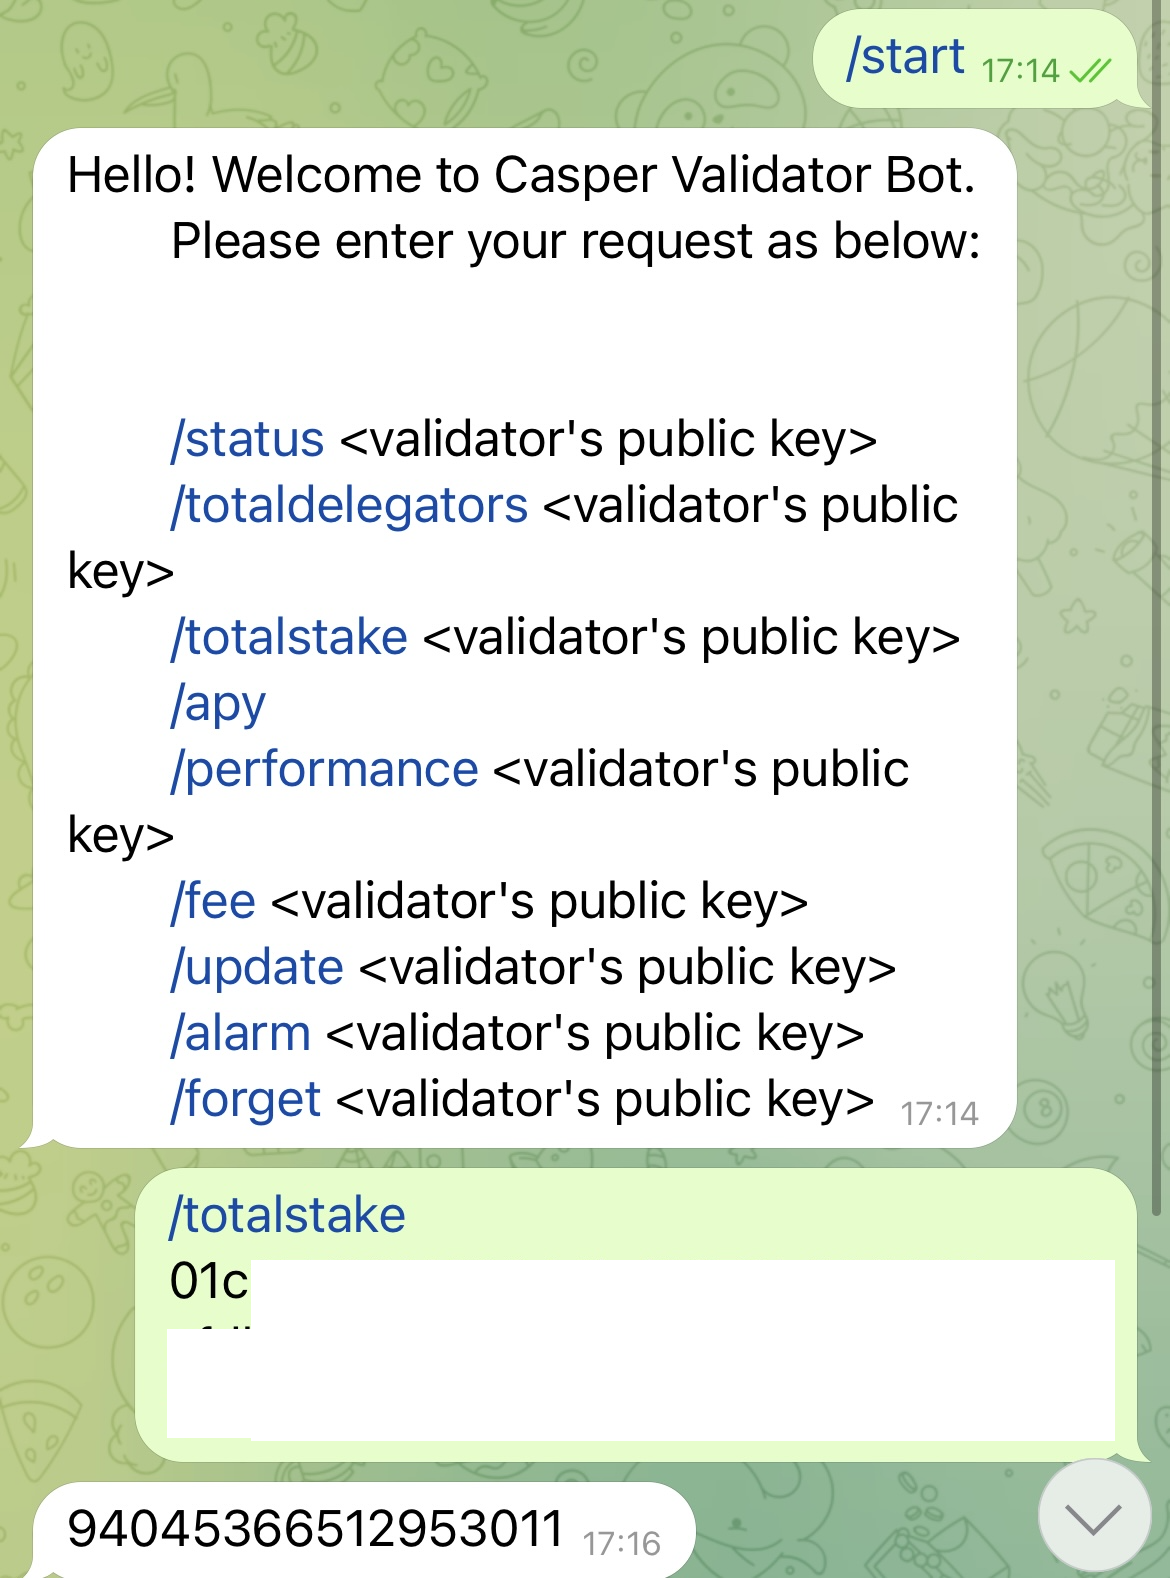 /start 17:14
Hello! Welcome to Casper Validator Bot.
Please enter your request as below:
/status <validator's public key>
/totaldelegators <validator's public
key>
/totalstake <validator's public key>
/apy
/performance <validator's public
key>
/fee <validator's public key>
/update <validator's public key>
/alarm <validator's public key>
/forget <validator's public key> 17:14
/totalstake
01c
94045366512953011 17:16